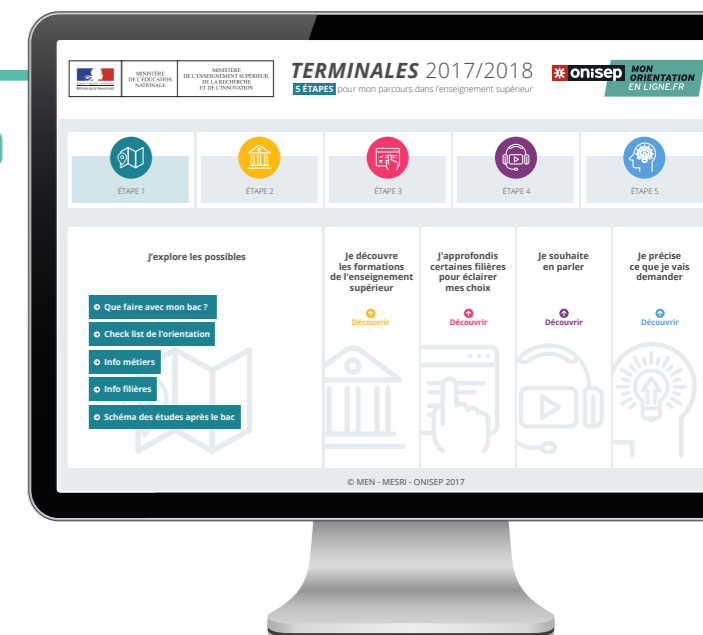 MINISTÈRE
DE L'ÉDUCATION
NATIONALE
MINISTÈRE
DE L'ENSEIGNEMENT SUPÉRIEUR,
DE LA RECHERCHE
ET DE L'INNOVATION
TERMINALES 2017/2018
5 ÉTAPES pour mon parcours dans l'enseignement supérieur
onisep
MON
ORIENTATION
EN LIGNE.FR
ÉTAPE 1
ÉTAPE 2
ÉTAPE 3
ÉTAPE 4
ÉTAPE 5
J'explore les possibles
Que faire avec mon bac ?
Check list de l'orientation
Info métiers
Info filières
Schéma des études après le bac
Je découvre
les formations
de l'enseignement
supérieur
Découvrir
J'approfondis
certaines filières
pour éclairer
mes choix
Découvrir
Je souhaite
en parler
Découvrir
Je précise
ce que je vais
demander
Découvrir
© MEN - MESRI - ONISEP 2017